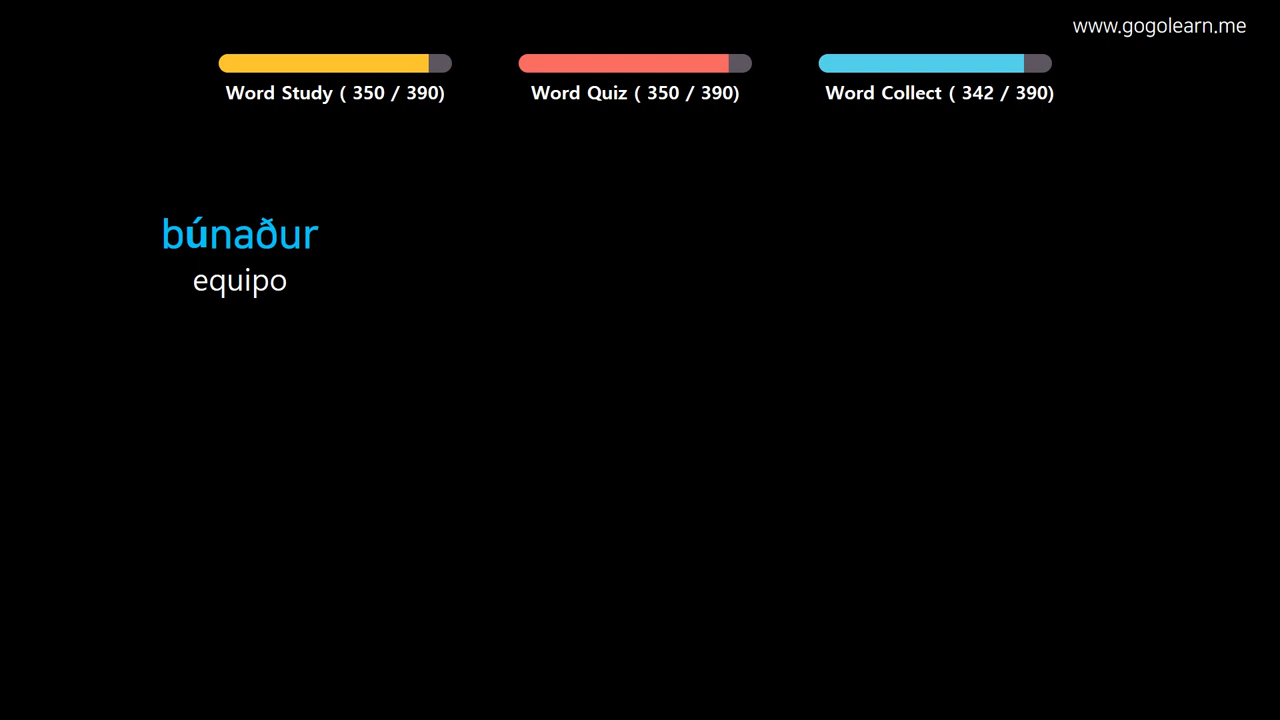 www.gogolearn.me
Word Study ( 350 / 390)
Word Quiz ( 350 / 390)
Word Collect ( 342 / 390)
búnaður
equipo